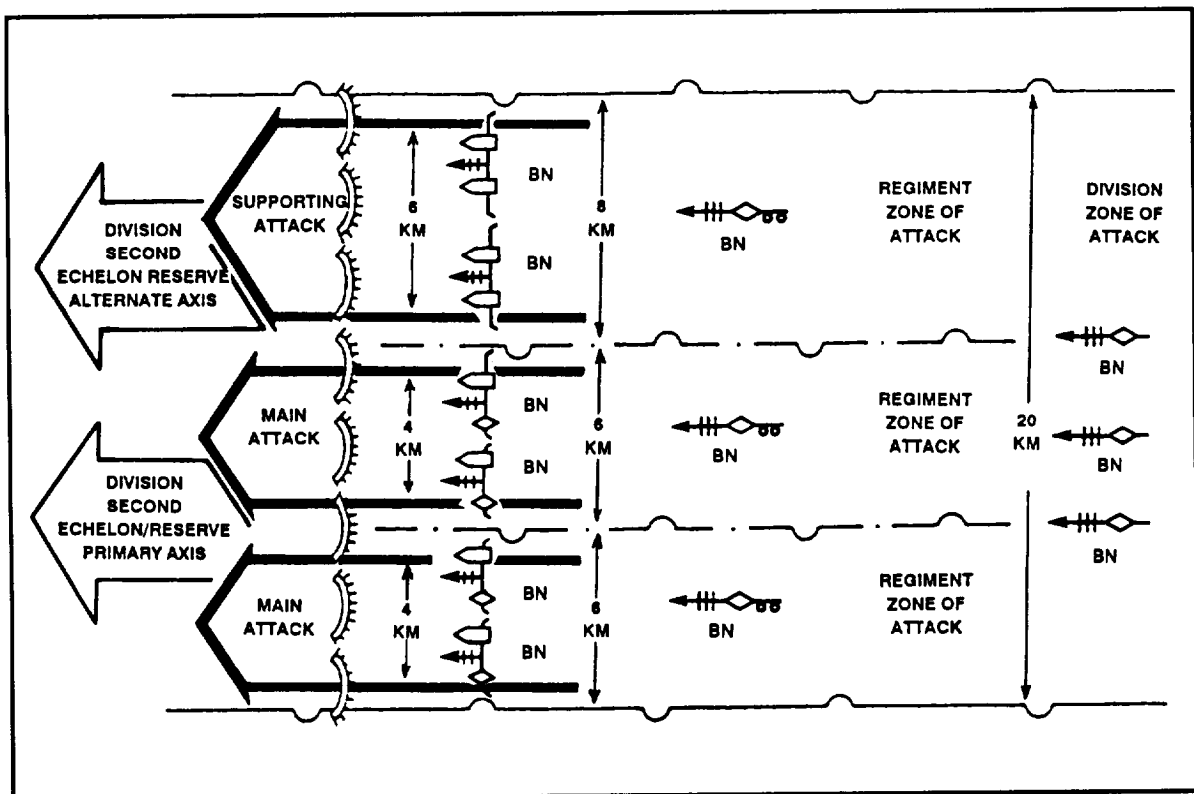 DIVISION
SECOND
ECHELON RESERVE
ALTERNATE AXIS
SUPPORTING
ATTACK
6
KM
BN
BN
8
KM
BN
REGIMENT
ZONE OF
ATTACK
DIVISION
ZONE OF
ATTACK
DIVISION
SECOND
ECHELON/RESERVE
PRIMARY AXIS
MAIN
ATTACK
4
KM
BN
BN
6
KM
BN
REGIMENT
ZONE OF
ATTACK
20
KM
BN
BN
BN
MAIN
ATTACK
4
KM
BN
BN
6
KM
BN
REGIMENT
ZONE OF
ATTACK